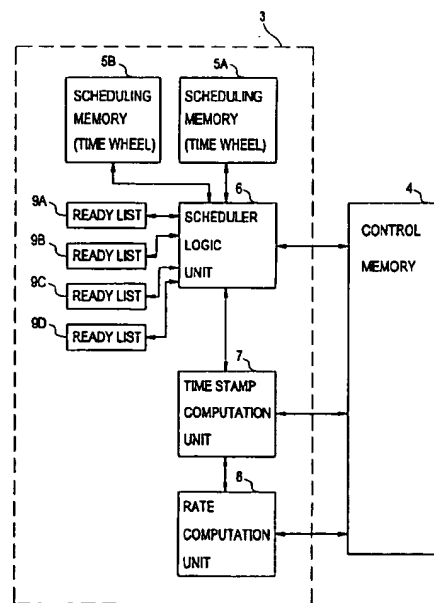 3
5B
5A
SCHEDULING
MEMORY
(TIME WHEEL)
SCHEDULING
MEMORY
(TIME WHEEL)
6
4
9A
READY LIST
9B
READY LIST
9C
READY LIST
9D
READY LIST
SCHEDULER
LOGIC
UNIT
CONTROL
MEMORY
7
TIME STAMP
COMPUTATION
UNIT
8
RATE
COMPUTATION
UNIT